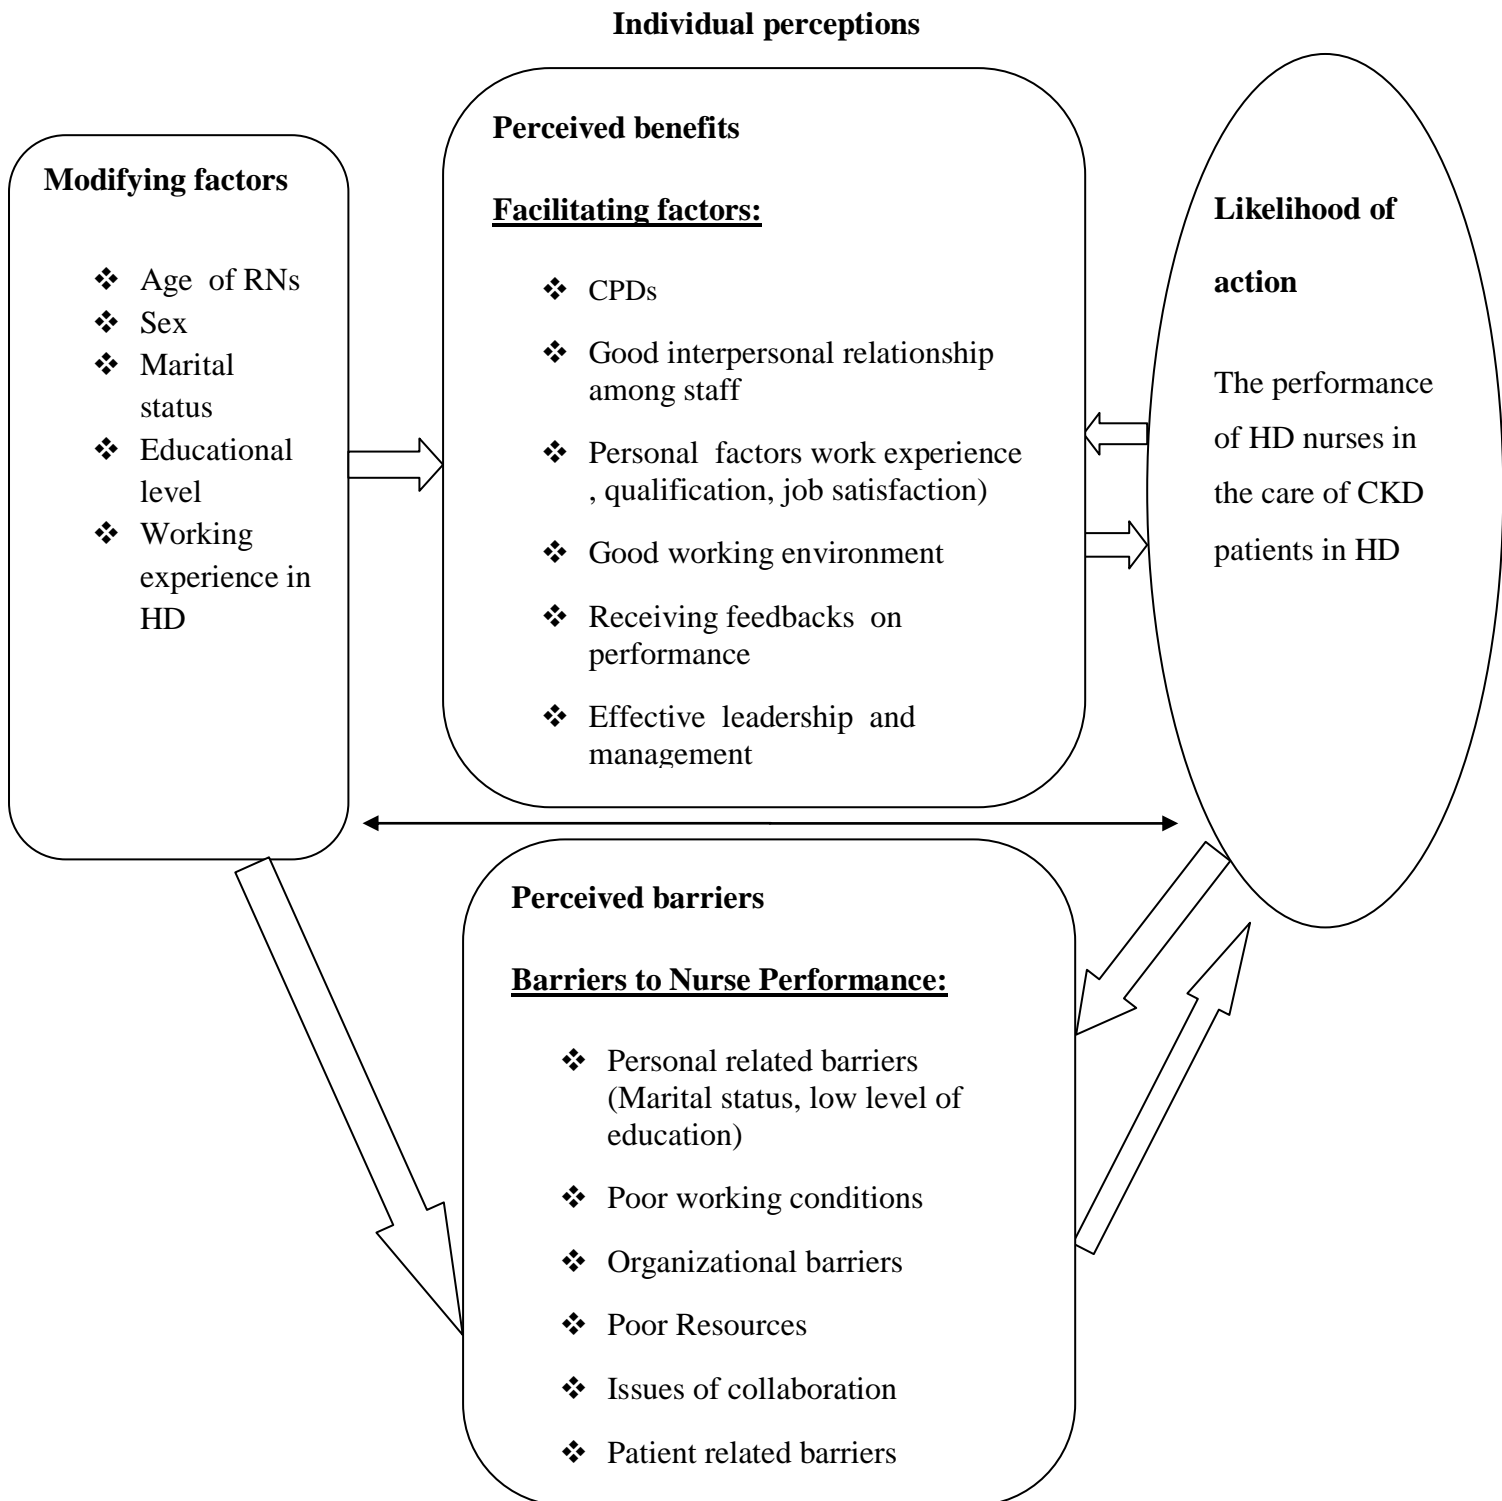 Individual perceptions
Modifying factors
❖ Age of RNs
❖ Sex
❖ Marital
status
❖ Educational
level
❖ Working
experience in
HD
Perceived benefits
Facilitating factors:
❖ CPDs
❖ Good interpersonal relationship
among staff
❖ Personal factors work experience
, qualification, job satisfaction)
❖ Good working environment
❖ Receiving feedbacks on
performance
❖ Effective leadership and
management
Likelihood of
action
The performance
of HD nurses in
the care of CKD
patients in HD
Perceived barriers
Barriers to Nurse Performance:
❖ Personal related barriers
(Marital status, low level of
education)
❖ Poor working conditions
❖ Organizational barriers
❖ Poor Resources
❖ Issues of collaboration
❖ Patient related barriers